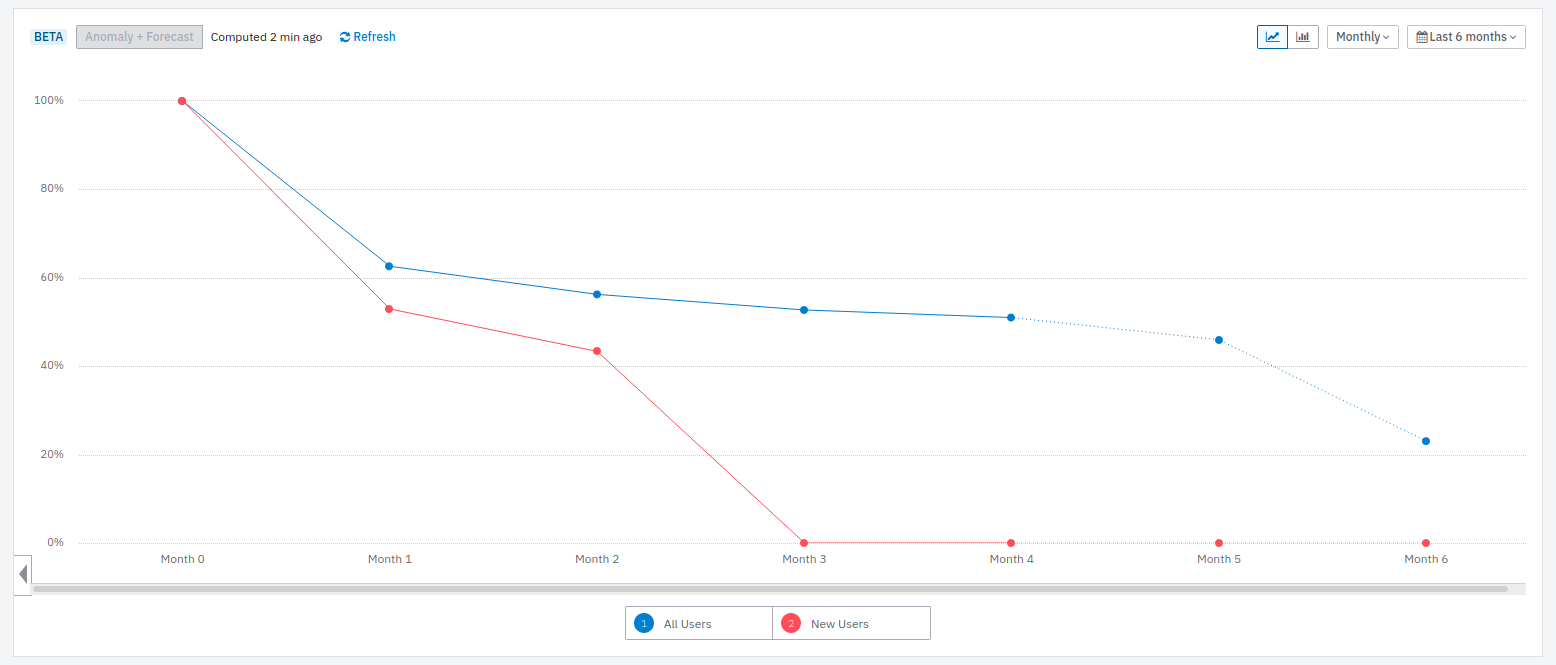 BETA Anomaly + Forecast Computed 2 min ago Refresh Monthly Last 6 months
100%
80%
60%
40%
20%
0%
Month 0 Month 1 Month 2 Month 3 Month 4 Month 5 Month 6
1 All Users 2 New Users